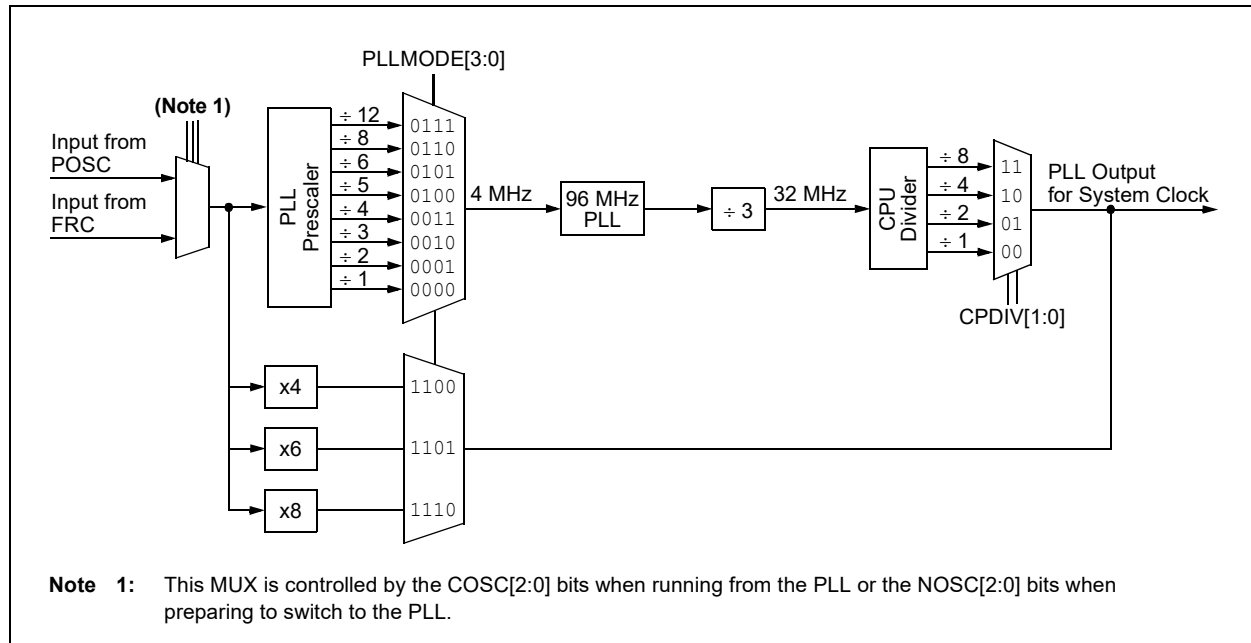 PLLMODE[3:0]
(Note 1)
Input from
POSC
Input from
FRC
PLL
Prescaler
÷ 12
÷ 8
÷ 6
÷ 5
÷ 4
÷ 3
÷ 2
÷ 1
0111
0110
0101
0100
0011
0010
0001
0000
4 MHz
96 MHz
PLL
÷ 3
32 MHz
CPU
Divider
÷ 8
÷ 4
÷ 2
÷ 1
11
10
01
00
PLL Output
for System Clock
CPDIV[1:0]
x4
1100
x6
1101
x8
1110
Note 1: This MUX is controlled by the COSC[2:0] bits when running from the PLL or the NOSC[2:0] bits when
preparing to switch to the PLL.